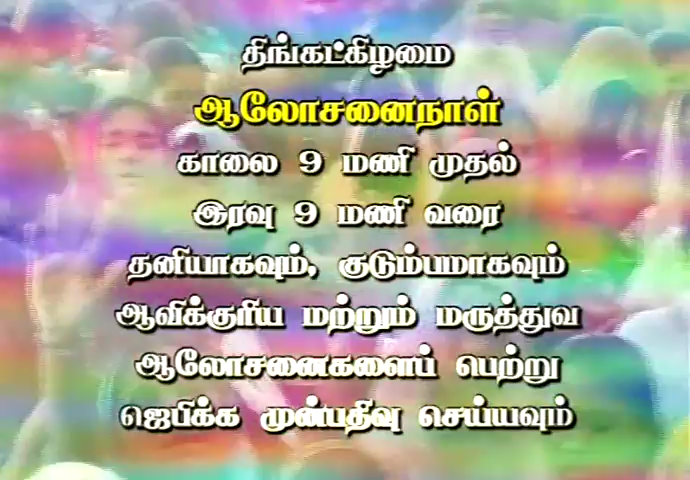 திங்கட்கிழமை
ஆலோசனைநாள்
காலை 9 மணி முதல்
இரவு 9 மணி வரை
தனியாகவும், குடும்பமாகவும்
ஆவிக்குரிய மற்றும் மருத்துவ
ஆலோசனைகளைப் பெற்று
ஜெபிக்க முன்பதிவு செய்யவும்